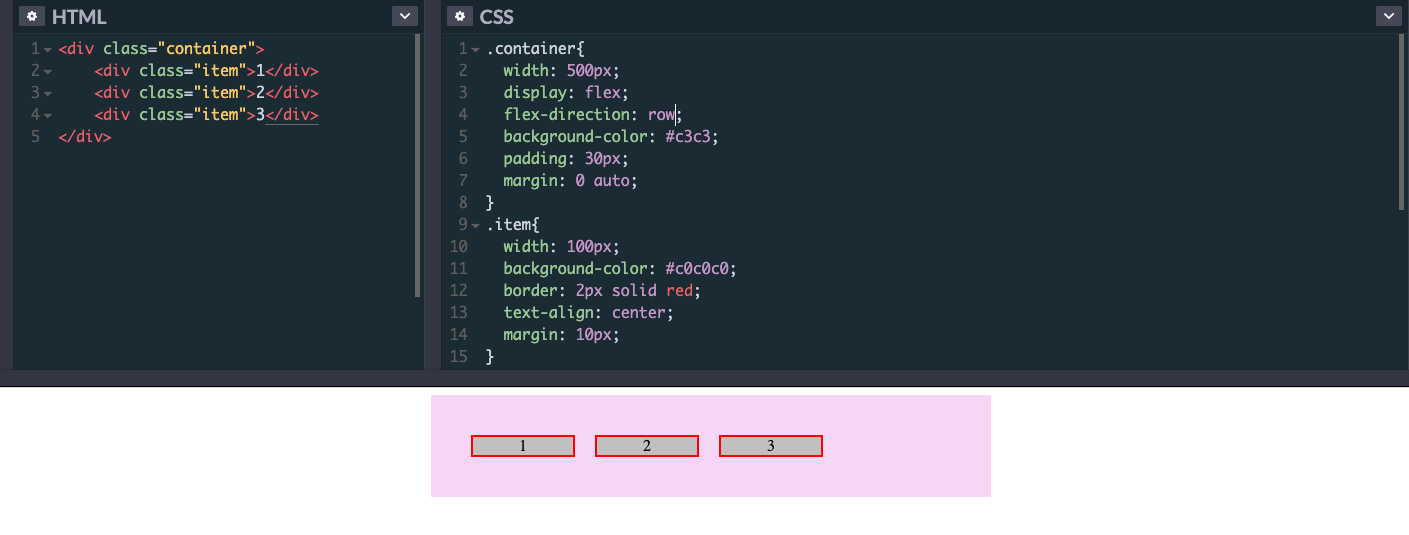 HTML
1 <div class="container">
2     <div class="item">1</div>
3     <div class="item">2</div>
4     <div class="item">3</div>
5 </div>
CSS
1 .container{
2   width: 500px;
3   display: flex;
4   flex-direction: row;
5   background-color: #c3c3;
6   padding: 30px;
7   margin: 0 auto;
8 }
9 .item{
10   width: 100px;
11   background-color: #c0c0c0;
12   border: 2px solid red;
13   text-align: center;
14   margin: 10px;
15 }
1 2 3